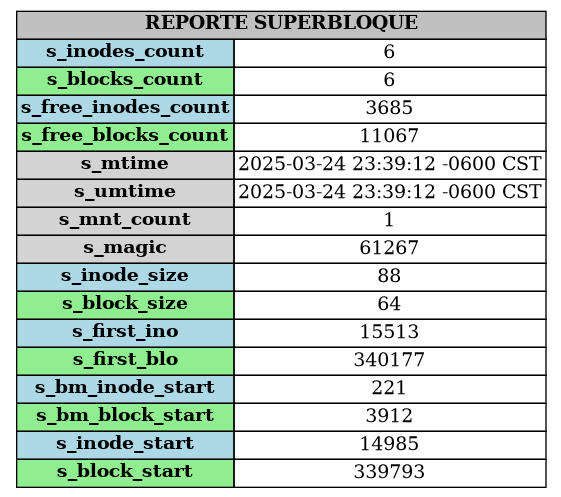 REPORTE SUPERBLOQUE
s_inodes_count 6
s_blocks_count 6
s_free_inodes_count 3685
s_free_blocks_count 11067
s_mtime 2025-03-24 23:39:12 -0600 CST
s_umtime 2025-03-24 23:39:12 -0600 CST
s_mnt_count 1
s_magic 61267
s_inode_size 88
s_block_size 64
s_first_ino 15513
s_first_blo 340177
s_bm_inode_start 221
s_bm_block_start 3912
s_inode_start 14985
s_block_start 339793